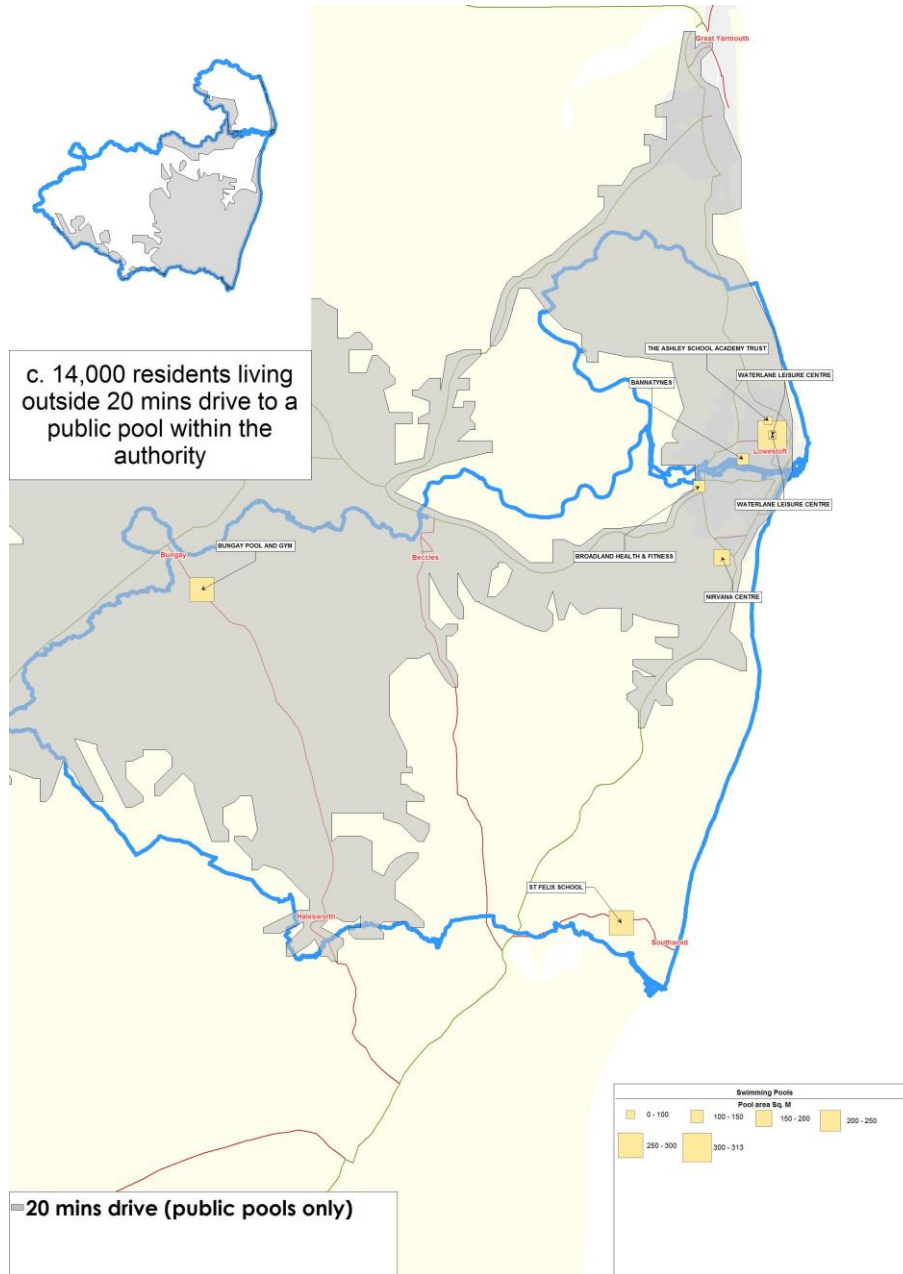 Great Yarmouth
c. 14,000 residents living
outside 20 mins drive to a
public pool within the
authority
THE ASHLEY SCHOOL ACADEMY TRUST
WATERLANE LEISURE CENTRE
BANNATYNES
Lowestoft
WATERLANE LEISURE CENTRE
BUNGAY POOL AND GYM
Bungay
Beccles
BROADLAND HEALTH & FITNESS
NIRVANA CENTRE
ST FELIX SCHOOL
Halesworth
Southwold
Swimming Pools
Pool area Sq. M
0 - 100
100 - 150
150 - 200
200 - 250
250 - 300
300 - 313
20 mins drive (public pools only)